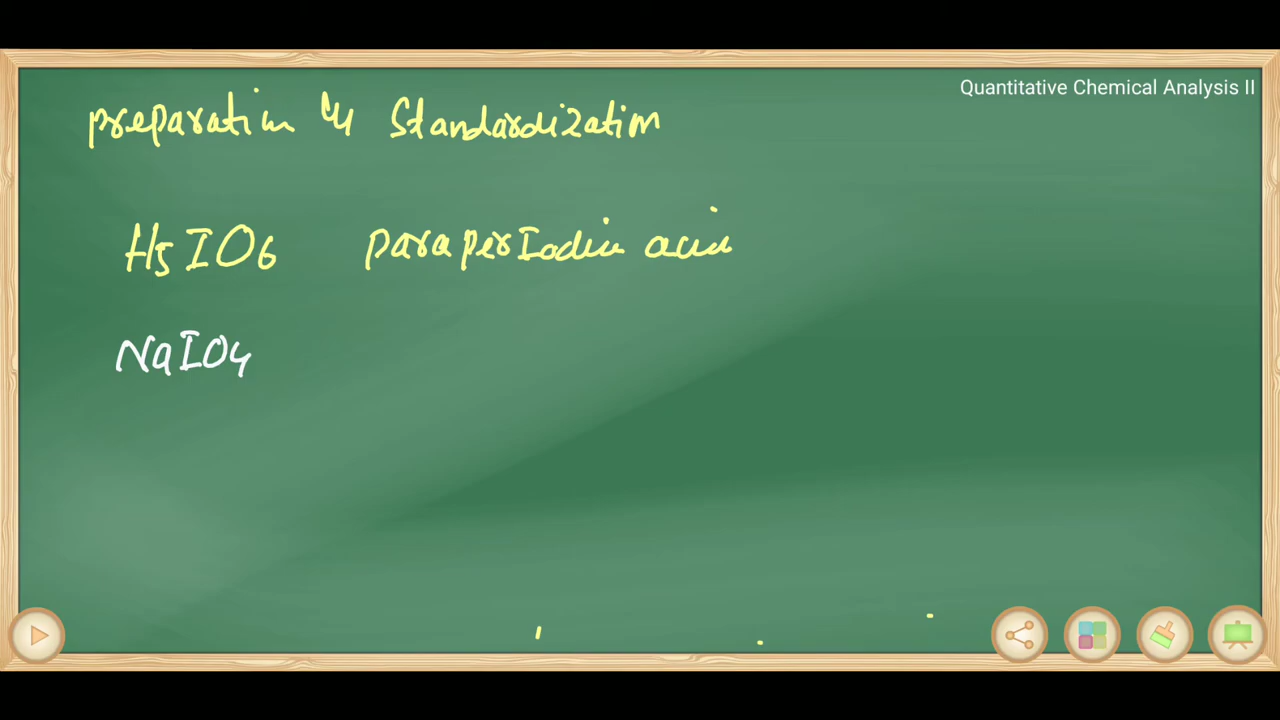 Quantitative Chemical Analysis II
preparation & Standardization
H5IO6 paraperIodic acid
NaIO4